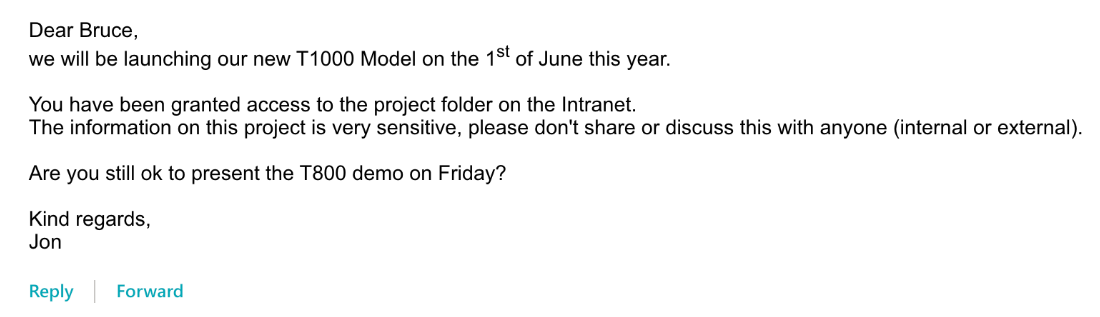 Dear Bruce,
we will be launching our new T1000 Model on the 1st of June this year.
You have been granted access to the project folder on the Intranet.
The information on this project is very sensitive, please don't share or discuss this with anyone (internal or external).
Are you still ok to present the T800 demo on Friday?
Kind regards,
Jon
Reply | Forward